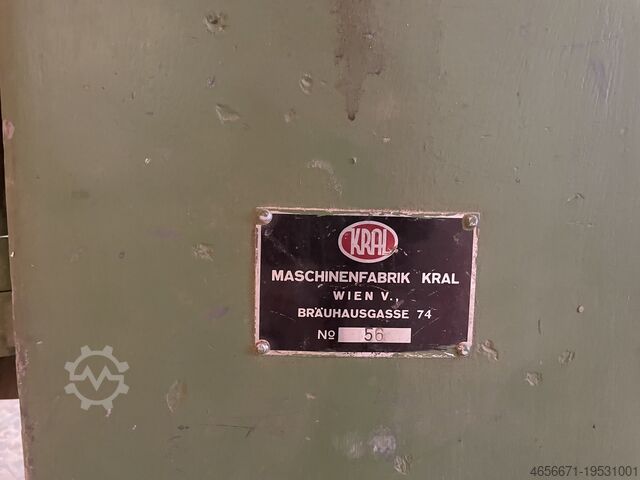 KRAL
MASCHINENFABRIK KRAL
WIEN V.,
BRÄUHAUSGASSE 74
No 56
4656671-19531001